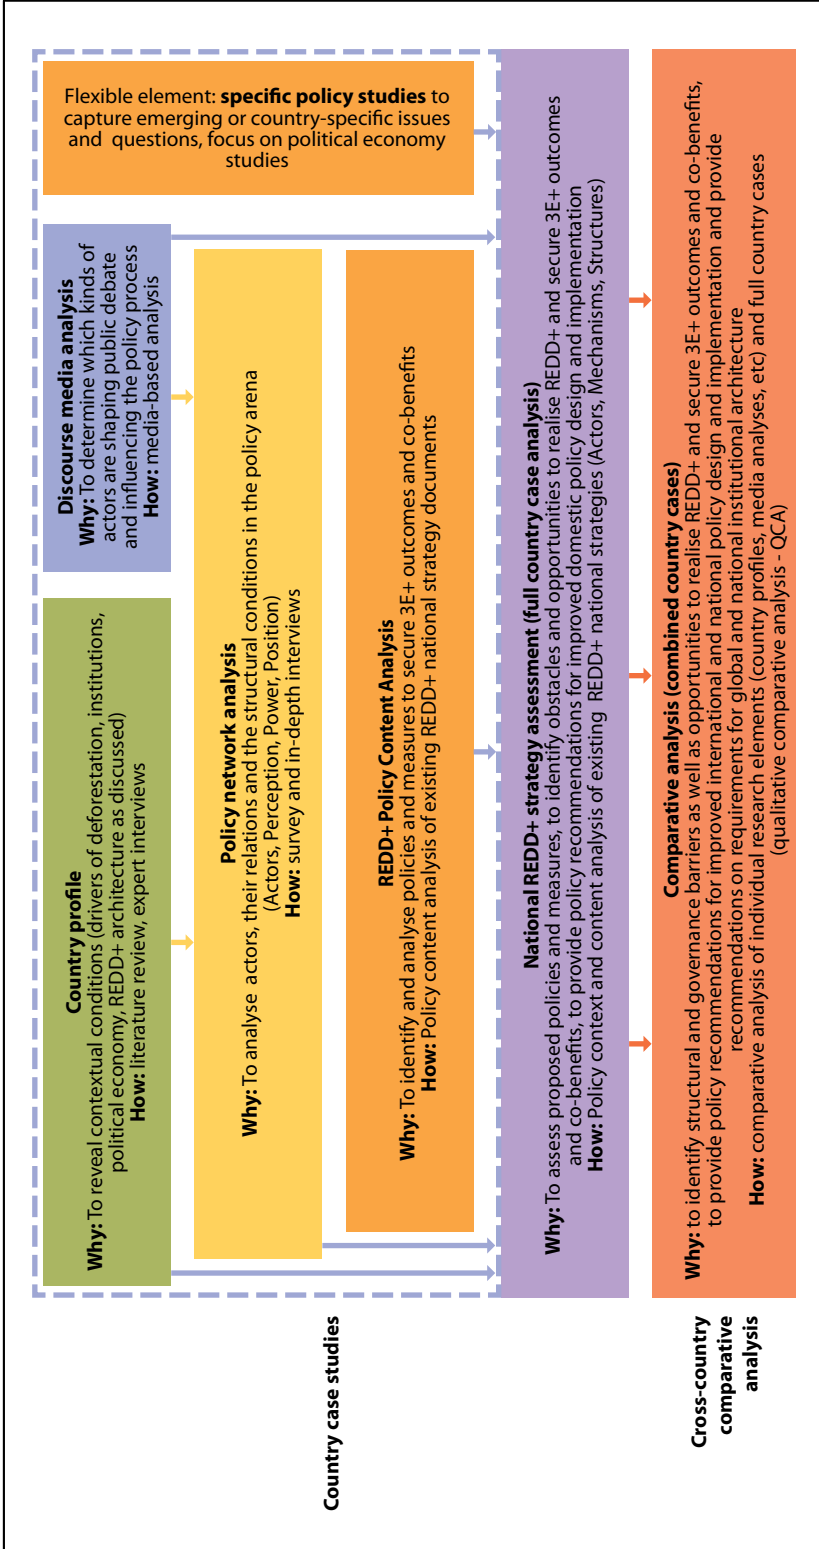 Country case studies
Country profile
Why: To reveal contextual conditions (drivers of deforestation, institutions,
political economy, REDD+ architecture as discussed)
How: literature review, expert interviews
Discourse media analysis
Why: To determine which kinds of
actors are shaping public debate
and influencing the policy process
How: media-based analysis
Flexible element: specific policy studies to
capture emerging or country-specific issues
and questions, focus on political economy
studies
Policy network analysis
Why: To analyse actors, their relations and the structural conditions in the policy arena
(Actors, Perception, Power, Position)
How: survey and in-depth interviews
REDD+ Policy Content Analysis
Why: To identify and analyse policies and measures to secure 3E+ outcomes and co-benefits
How: Policy content analysis of existing REDD+ national strategy documents
National REDD+ strategy assessment (full country case analysis)
Why: To assess proposed policies and measures, to identify obstacles and opportunities to realise REDD+ and secure 3E+ outcomes
and co-benefits, to provide policy recommendations for improved domestic policy design and implementation
How: Policy context and content analysis of existing REDD+ national strategies (Actors, Mechanisms, Structures)
Cross-country
comparative
analysis
Comparative analysis (combined country cases)
Why: to identify structural and governance barriers as well as opportunities to realise REDD+ and secure 3E+ outcomes and co-benefits,
to provide policy recommendations for improved international and national policy design and implementation and provide
recommendations on requirements for global and national institutional architecture
How: comparative analysis of individual research elements (country profiles, media analyses, etc) and full country cases
(qualitative comparative analysis - QCA)